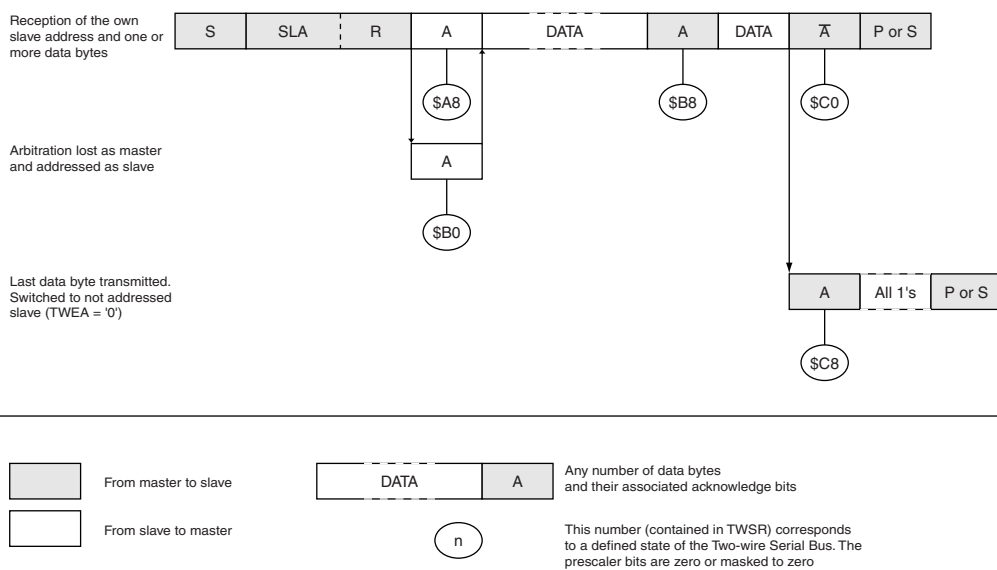 Reception of the own
slave address and one or
more data bytes
S SLA R A DATA A DATA A̅ P or S
$A8 $B8 $C0
Arbitration lost as master
and addressed as slave
A
$B0
Last data byte transmitted.
Switched to not addressed
slave (TWEA = '0')
A All 1's P or S
$C8
From master to slave
From slave to master
DATA A
Any number of data bytes
and their associated acknowledge bits
n
This number (contained in TWSR) corresponds
to a defined state of the Two-wire Serial Bus. The
prescaler bits are zero or masked to zero